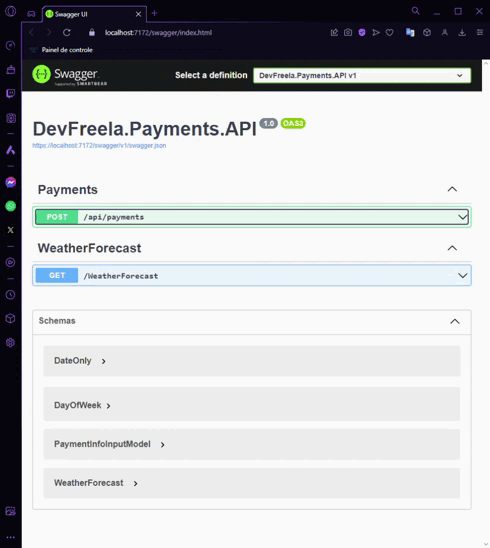 Swagger UI
localhost:7172/swagger/index.html
Painel de controle
Swagger
Supported by SMARTBEAR
Select a definition
DevFreela.Payments.API v1
DevFreela.Payments.API 1.0 OAS3
https://localhost:7172/swagger/v1/swagger.json
Payments
POST /api/payments
WeatherForecast
GET /WeatherForecast
Schemas
DateOnly
DayOfWeek
PaymentInfoInputModel
WeatherForecast